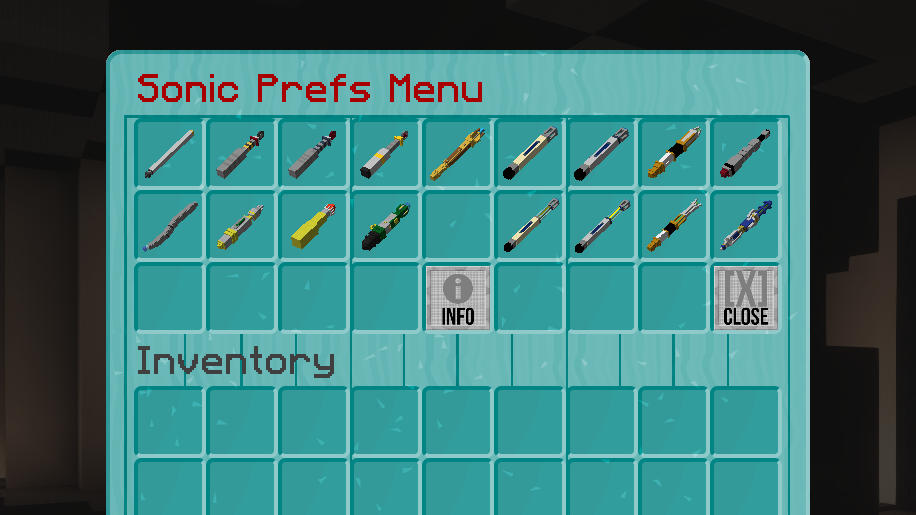 Sonic Prefs Menu
i
INFO
[X]
CLOSE
Inventory